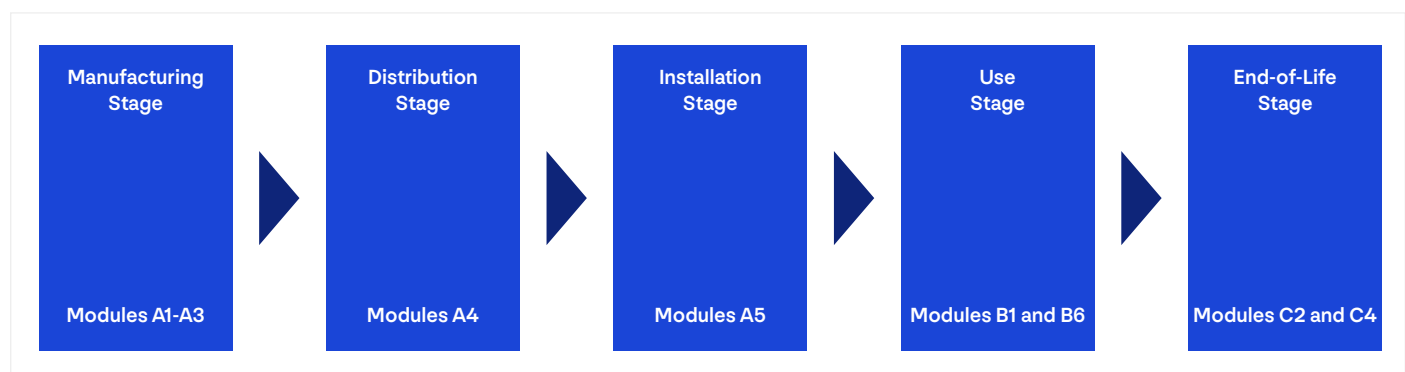 Manufacturing
Stage
Modules A1-A3
Distribution
Stage
Modules A4
Installation
Stage
Modules A5
Use
Stage
Modules B1 and B6
End-of-Life
Stage
Modules C2 and C4